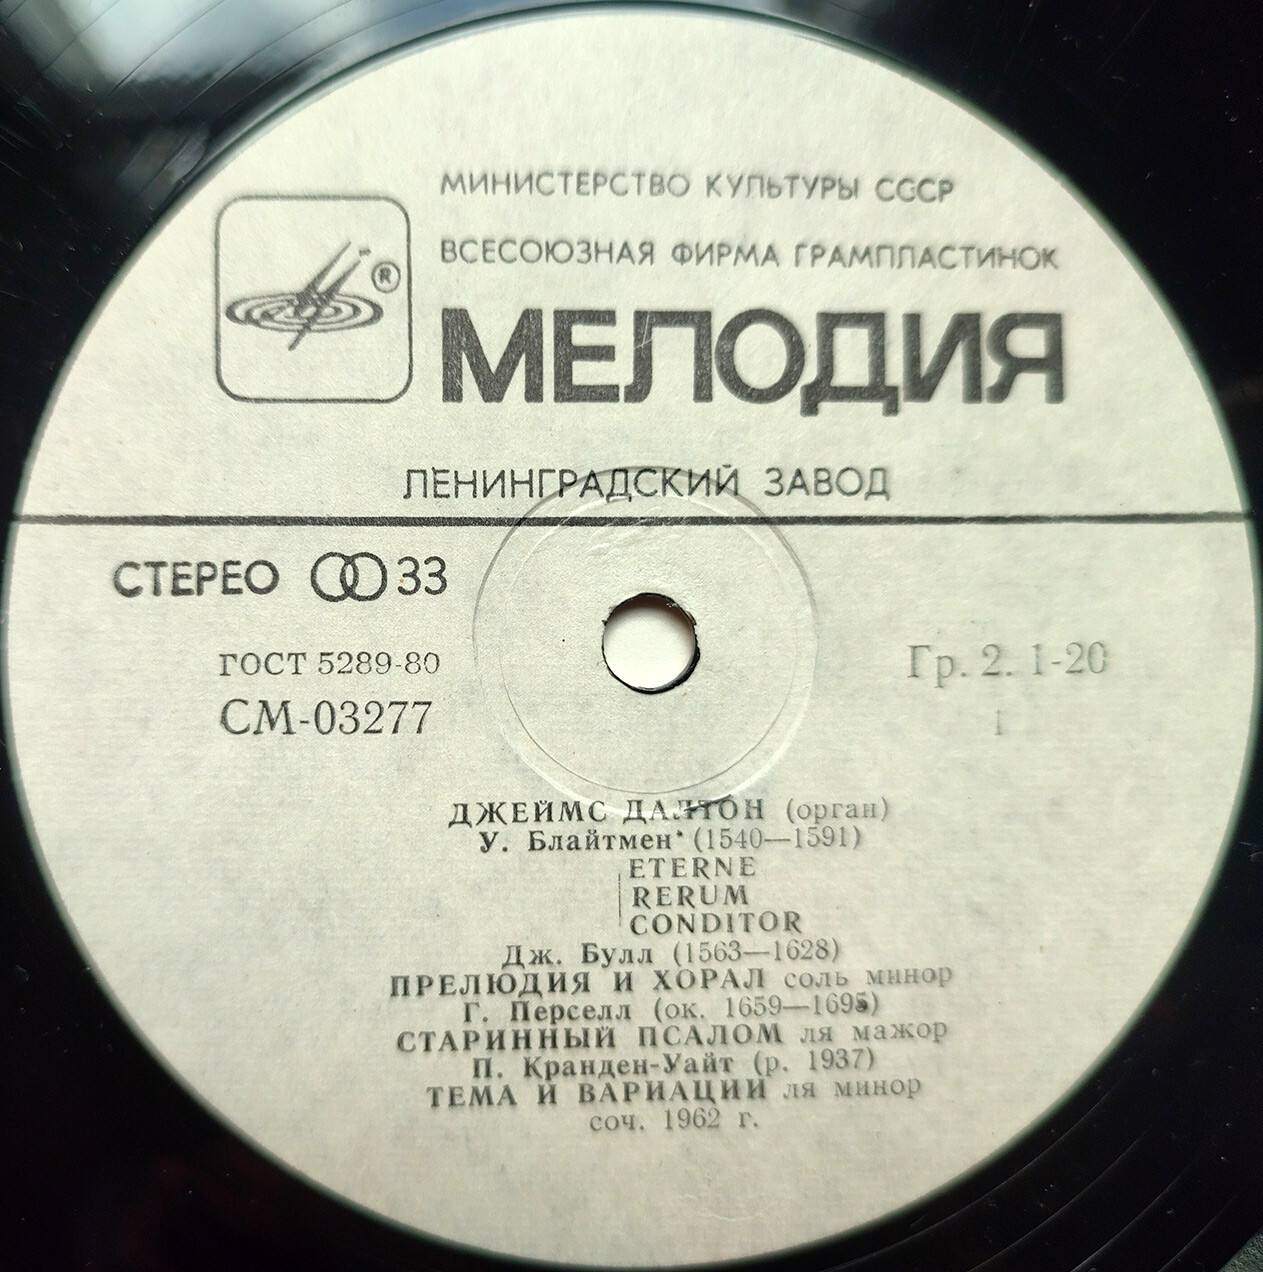 МИНИСТЕРСТВО КУЛЬТУРЫ СССР
ВСЕСОЮЗНАЯ ФИРМА ГРАМПЛАСТИНОК
®
МЕЛОДИЯ
ЛЕНИНГРАДСКИЙ ЗАВОД
СТЕРЕО 33
ГОСТ 5289-80
Гр. 2. 1-20
СМ-03277
1
ДЖЕЙМС ДАЛТОН (орган)
У. Блайтмен (1540—1591)
ETERNE
RERUM
CONDITOR
Дж. Булл (1563—1628)
ПРЕЛЮДИЯ И ХОРАЛ соль минор
Г. Перселл (ок. 1659—1695)
СТАРИННЫЙ ПСАЛОМ ля мажор
П. Кранден-Уайт (р. 1937)
ТЕМА И ВАРИАЦИИ ля минор
соч. 1962 г.